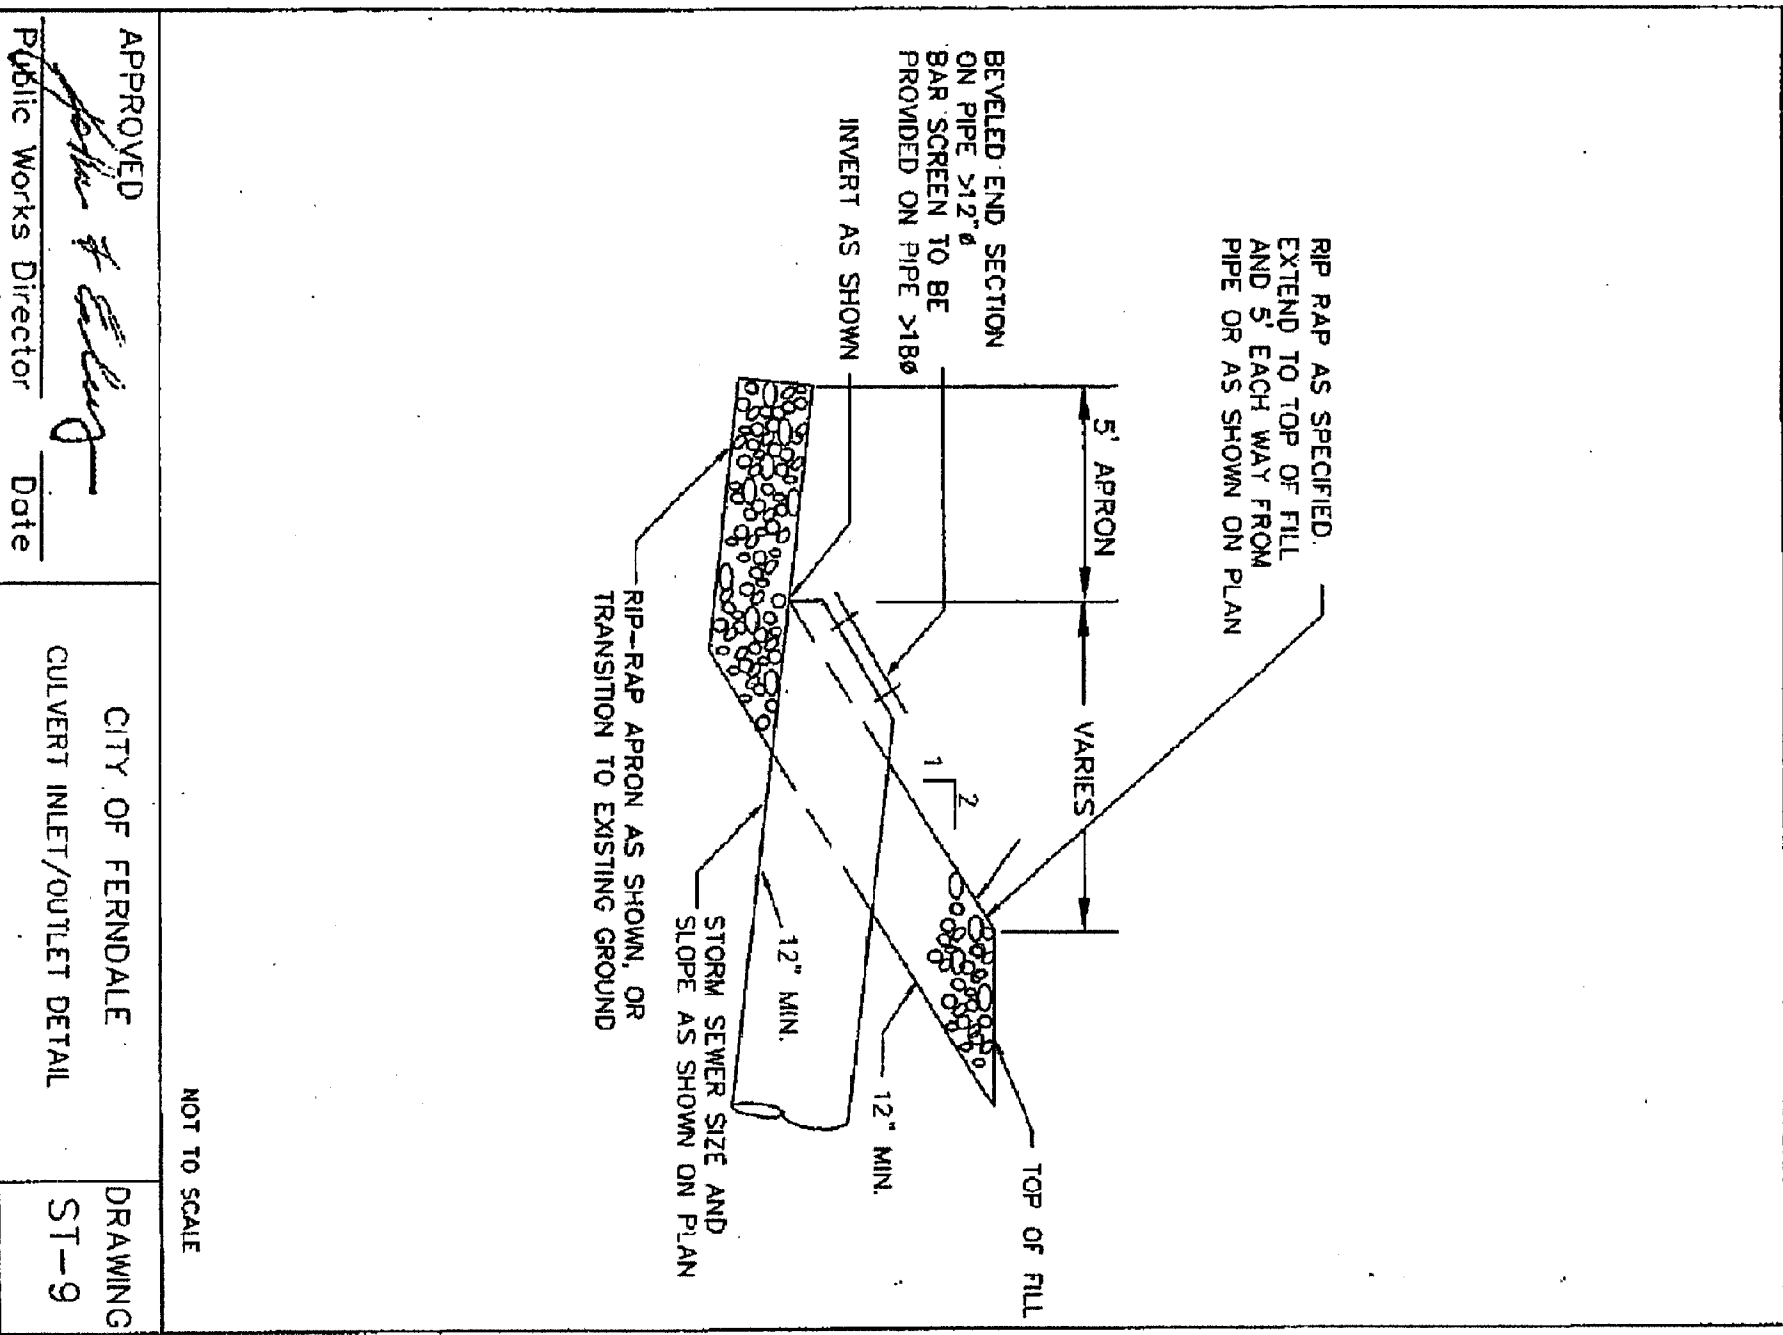 RIP RAP AS SPECIFIED.
EXTEND TO TOP OF FILL
AND 5' EACH WAY FROM
PIPE OR AS SHOWN ON PLAN
5' APRON
VARIES
TOP OF FILL
BEVELED END SECTION
ON PIPE >12"ø
BAR SCREEN TO BE
PROVIDED ON PIPE >18ø
INVERT AS SHOWN
1
2
12" MIN.
12" MIN.
STORM SEWER SIZE AND
SLOPE AS SHOWN ON PLAN
RIP-RAP APRON AS SHOWN, OR
TRANSITION TO EXISTING GROUND
NOT TO SCALE
APPROVED
Public Works Director
Date
CITY OF FERNDALE
CULVERT INLET/OUTLET DETAIL
DRAWING
ST-9